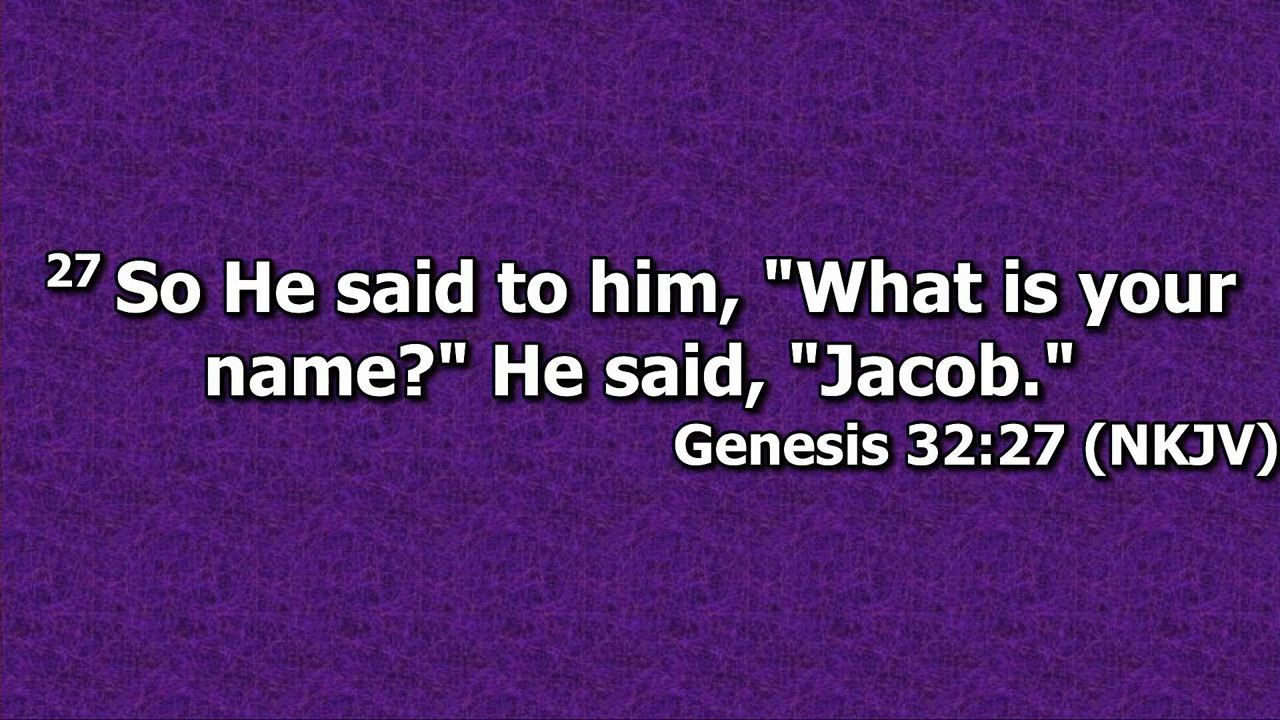 27 So He said to him, "What is your
name?" He said, "Jacob."
Genesis 32:27 (NKJV)